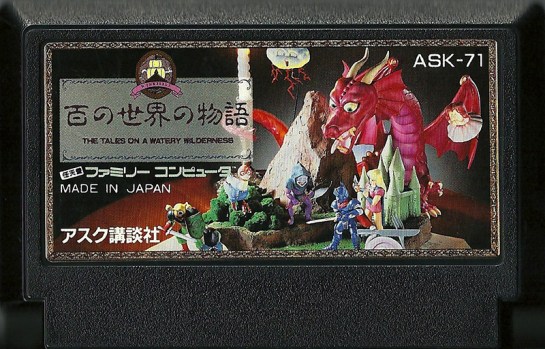 ASK-71
百の世界の物語
THE TALES ON A WATERY WILDERNESS
任天堂 ファミリー コンピュータ
MADE IN JAPAN
アスク講談社